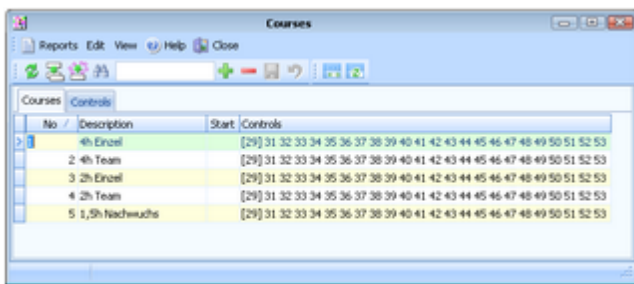 Courses
Reports Edit View Help Close
Courses Controls
No / Description Start Controls
1 4h Einzel [29] 31 32 33 34 35 36 37 38 39 40 41 42 43 44 45 46 47 48 49 50 51 52 53
2 4h Team [29] 31 32 33 34 35 36 37 38 39 40 41 42 43 44 45 46 47 48 49 50 51 52 53
3 2h Einzel [29] 31 32 33 34 35 36 37 38 39 40 41 42 43 44 45 46 47 48 49 50 51 52 53
4 2h Team [29] 31 32 33 34 35 36 37 38 39 40 41 42 43 44 45 46 47 48 49 50 51 52 53
5 1,5h Nachwuchs [29] 31 32 33 34 35 36 37 38 39 40 41 42 43 44 45 46 47 48 49 50 51 52 53